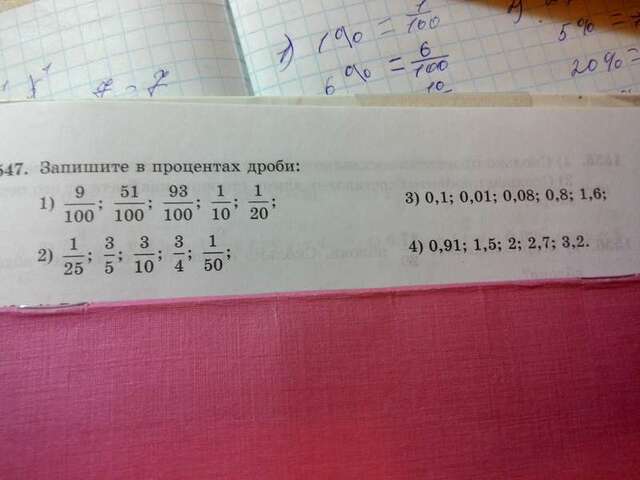 1) 1% = 1/100
6% = 6/100
5% =
20% =
547. Запишите в процентах дроби:
1) 9/100; 51/100; 93/100; 1/10; 1/20;
2) 1/25; 3/5; 3/10; 3/4; 1/50;
3) 0,1; 0,01; 0,08; 0,8; 1,6;
4) 0,91; 1,5; 2; 2,7; 3,2.